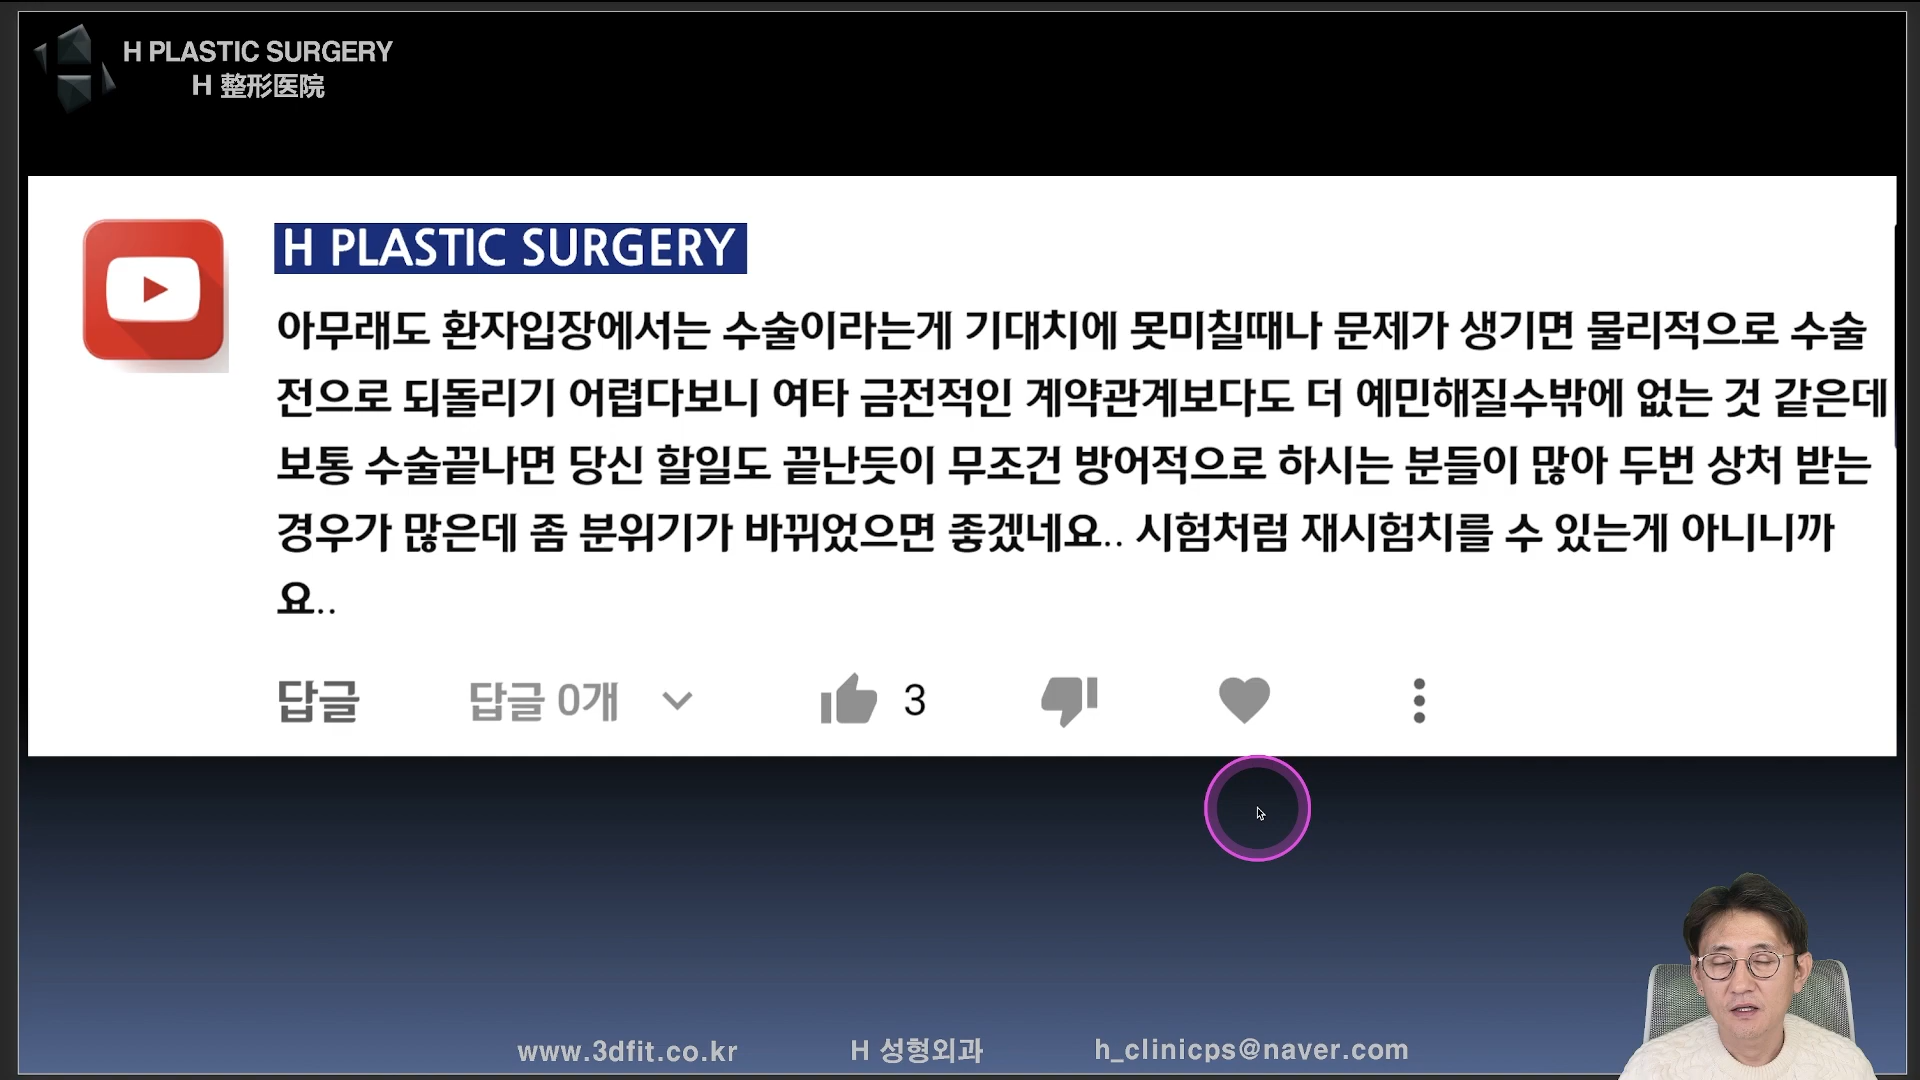 H PLASTIC SURGERY
H 整形医院
H PLASTIC SURGERY
아무래도 환자입장에서는 수술이라는게 기대치에 못미칠때나 문제가 생기면 물리적으로 수술
전으로 되돌리기 어렵다보니 여타 금전적인 계약관계보다도 더 예민해질수밖에 없는 것 같은데
보통 수술끝나면 당신 할일도 끝난듯이 무조건 방어적으로 하시는 분들이 많아 두번 상처 받는
경우가 많은데 좀 분위기가 바뀌었으면 좋겠네요.. 시험처럼 재시험치를 수 있는게 아니니까
요..
답글 답글 0개 3
www.3dfit.co.kr H 성형외과 h_clinicps@naver.com